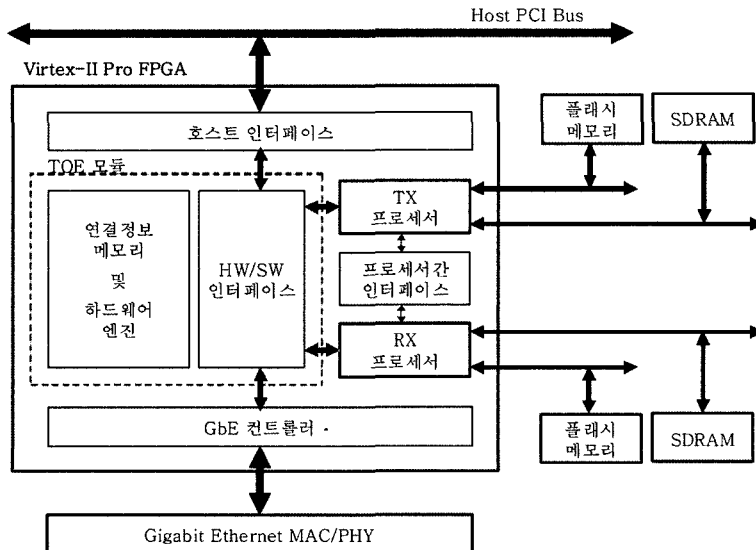 Host PCI Bus
Virtex-II Pro FPGA
호스트 인터페이스
플래시
메모리
SDRAM
TOE 모듈
연결정보
메모리
및
하드웨어
엔진
HW/SW
인터페이스
TX
프로세서
프로세서간
인터페이스
RX
프로세서
GbE 컨트롤러
플래시
메모리
SDRAM
Gigabit Ethernet MAC/PHY